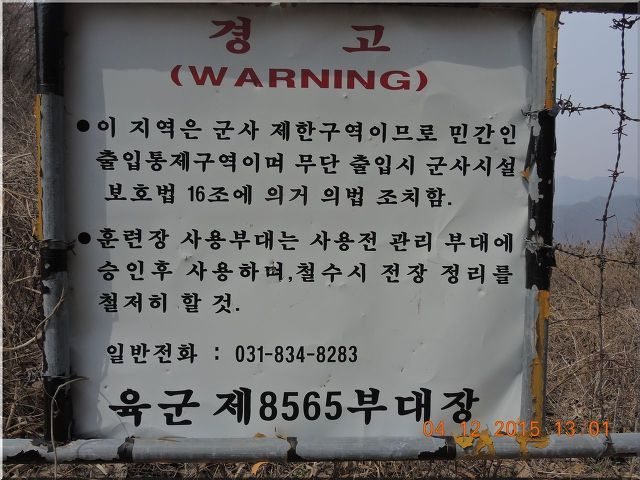 경 고
(WARNING)
● 이 지역은 군사 제한구역이므로 민간인
출입통제구역이며 무단 출입시 군사시설
보호법 16조에 의거 의법 조치함.
● 훈련장 사용부대는 사용전 관리 부대에
승인후 사용하며,철수시 전장 정리를
철저히 할 것.
일반전화 : 031-834-8283
육군 제8565부대장
04.12.2015 13:01